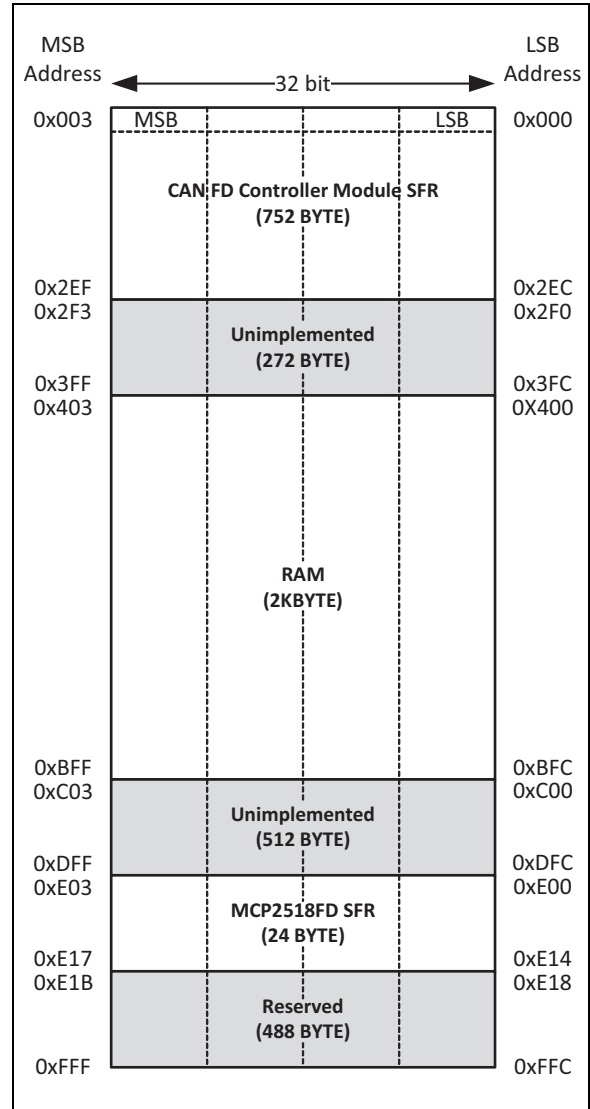 MSB
Address
LSB
Address
32 bit
0x003
MSB
LSB
0x000
CAN FD Controller Module SFR
(752 BYTE)
0x2EF
0x2EC
0x2F3
0x2F0
Unimplemented
(272 BYTE)
0x3FF
0x3FC
0x403
0X400
RAM
(2KBYTE)
0xBFF
0xBFC
0xC03
0xC00
Unimplemented
(512 BYTE)
0xDFF
0xDFC
0xE03
0xE00
MCP2518FD SFR
(24 BYTE)
0xE17
0xE14
0xE1B
0xE18
Reserved
(488 BYTE)
0xFFF
0xFFC